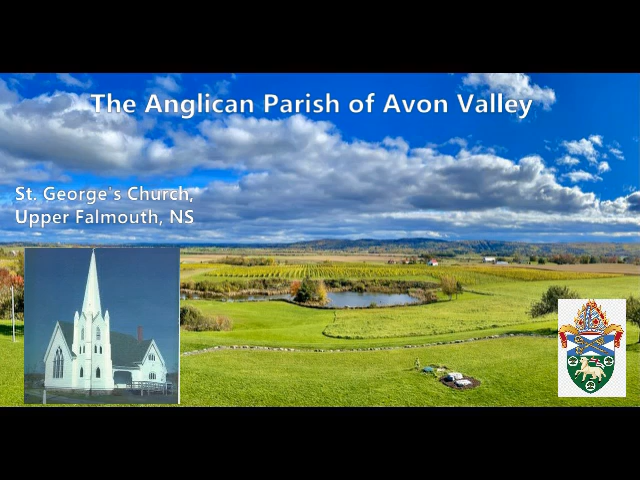 The Anglican Parish of Avon Valley
St. George's Church,
Upper Falmouth, NS